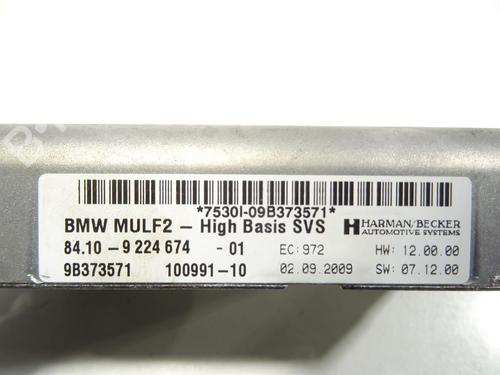 *7530I-09B373571*
BMW MULF2 – High Basis SVS
HARMAN/BECKER
AUTOMOTIVE SYSTEMS
84.10-9 224 674 -01 EC: 972 HW: 12.00.00
9B373571 100991-10 02.09.2009 SW: 07.12.00